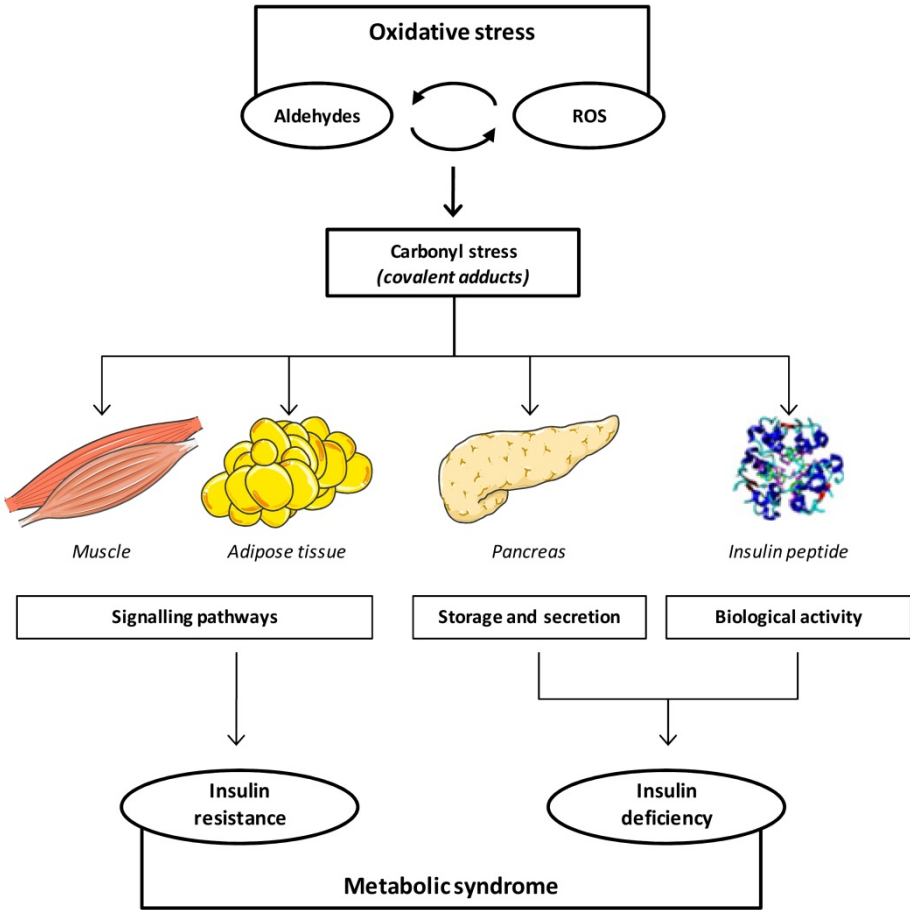 Oxidative stress
Aldehydes
ROS
Carbonyl stress
(covalent adducts)
Muscle
Adipose tissue
Pancreas
Insulin peptide
Signalling pathways
Storage and secretion
Biological activity
Insulin
resistance
Insulin
deficiency
Metabolic syndrome